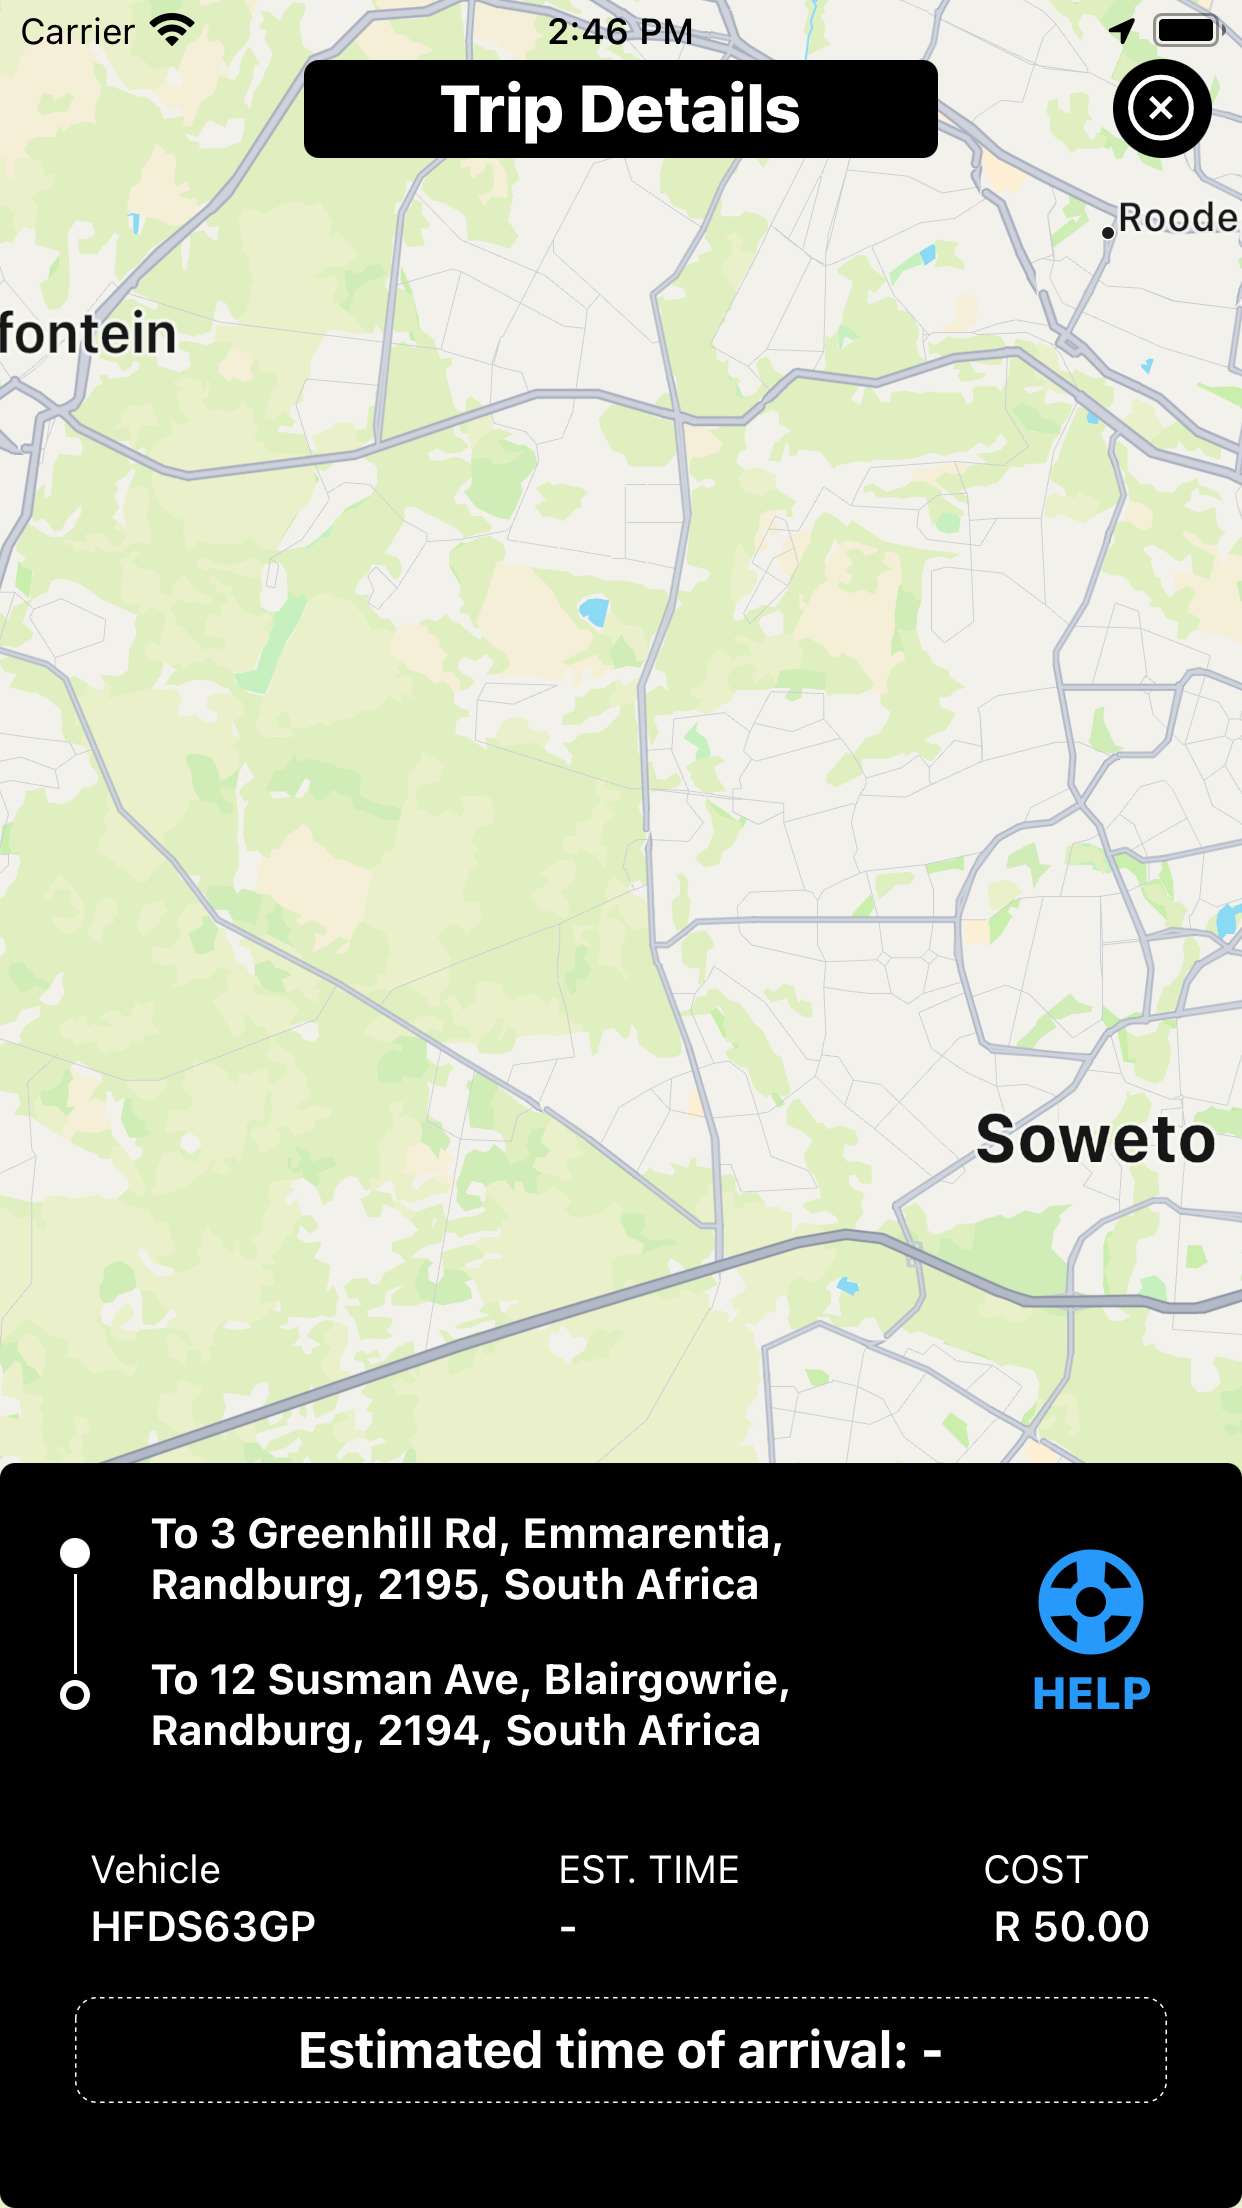 Carrier 2:46 PM
Trip Details
Roode
fontein
Soweto
To 3 Greenhill Rd, Emmarentia,
Randburg, 2195, South Africa
To 12 Susman Ave, Blairgowrie,
Randburg, 2194, South Africa
HELP
Vehicle EST. TIME COST
HFDS63GP - R 50.00
Estimated time of arrival: -